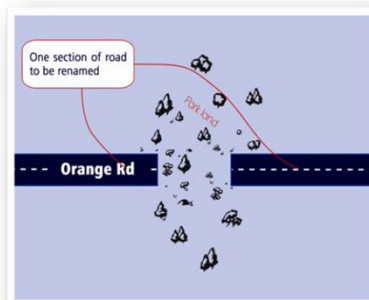 One section of road
to be renamed
Park land
Orange Rd